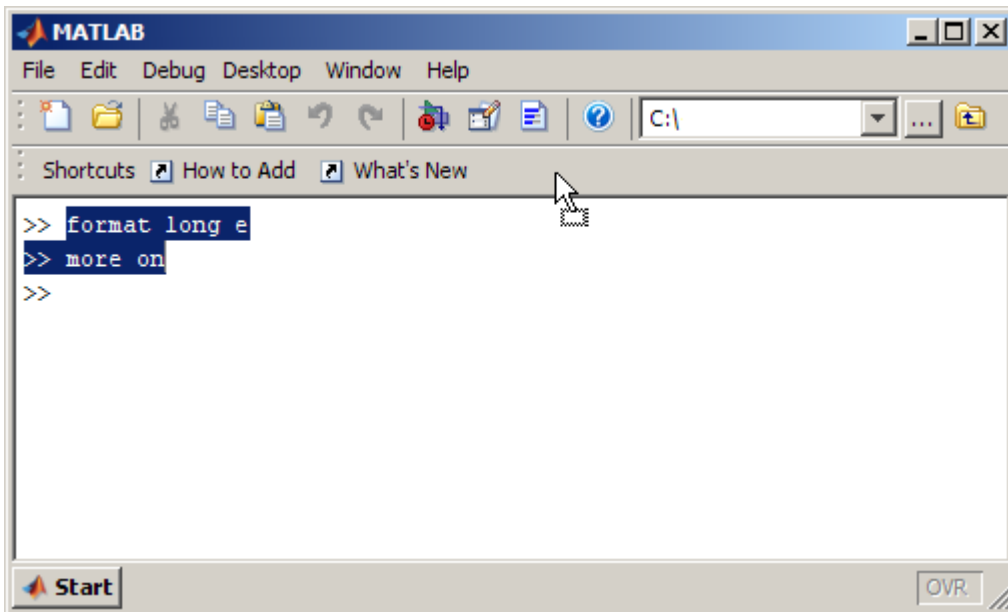 MATLAB
File Edit Debug Desktop Window Help
C:\ ...
Shortcuts How to Add What's New
>> format long e
>> more on
>>
Start OVR